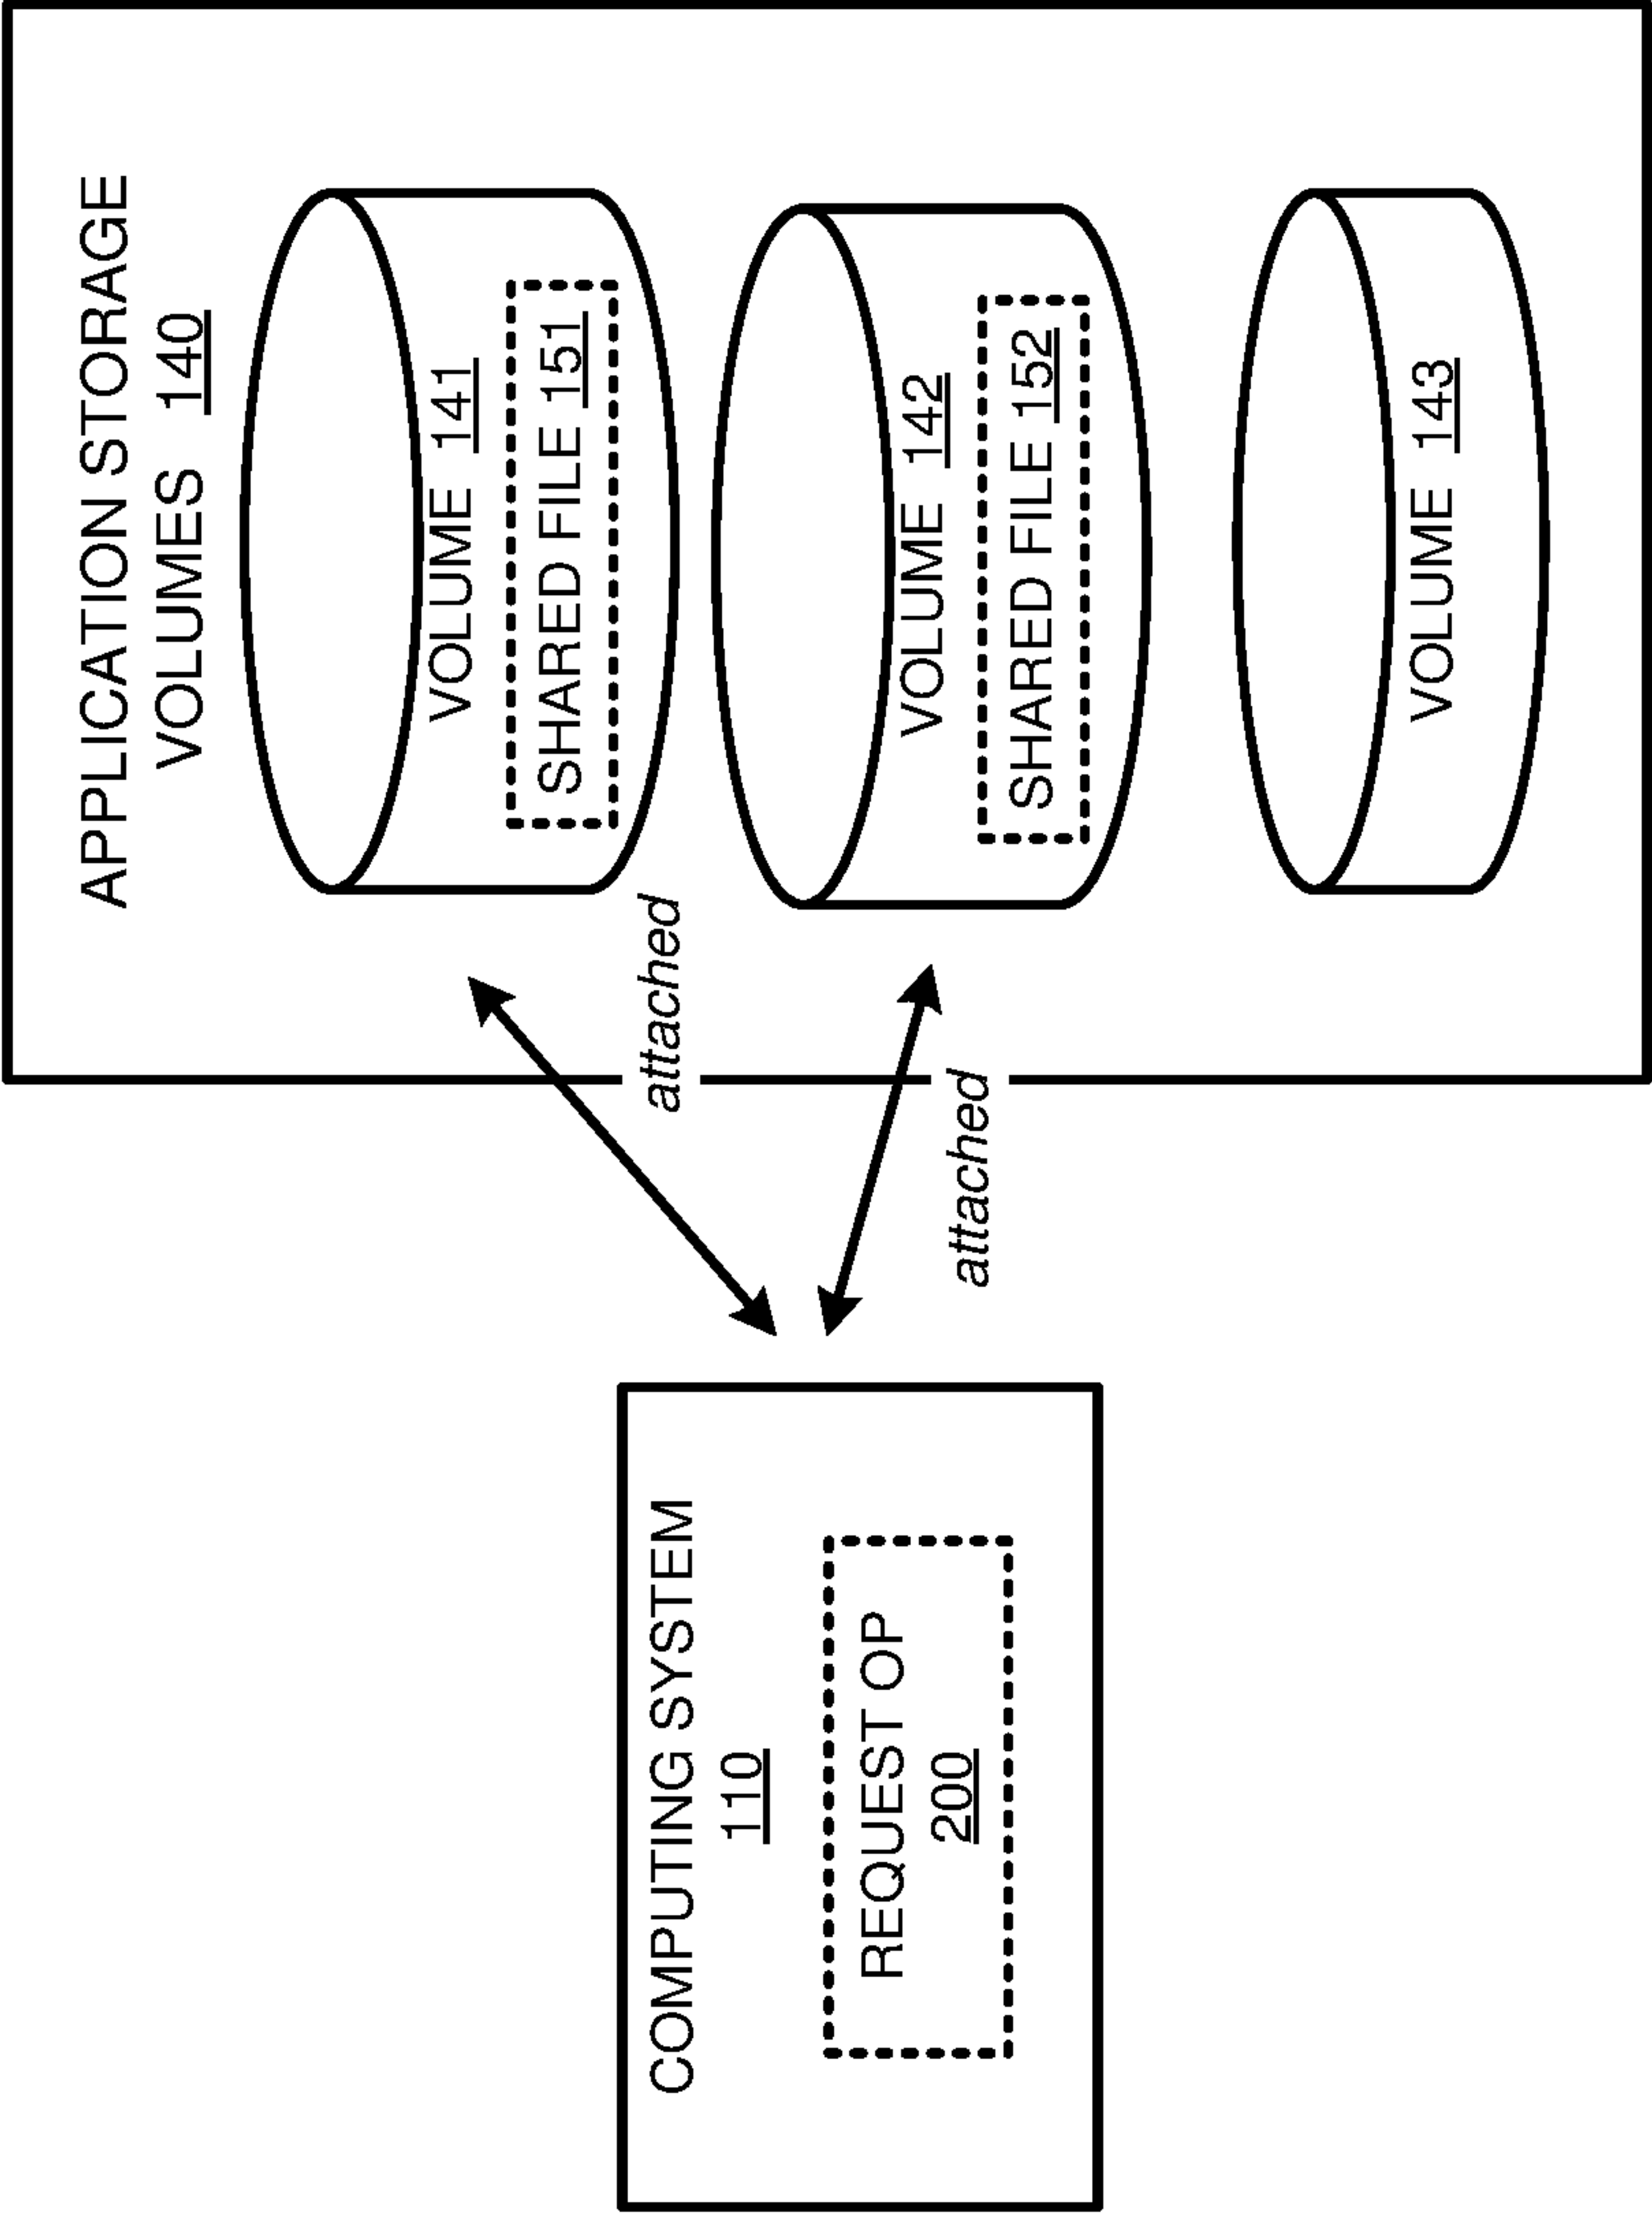 COMPUTING SYSTEM
110
REQUEST OP
200
attached
attached
APPLICATION STORAGE
VOLUMES 140
VOLUME 141
SHARED FILE 151
VOLUME 142
SHARED FILE 152
VOLUME 143